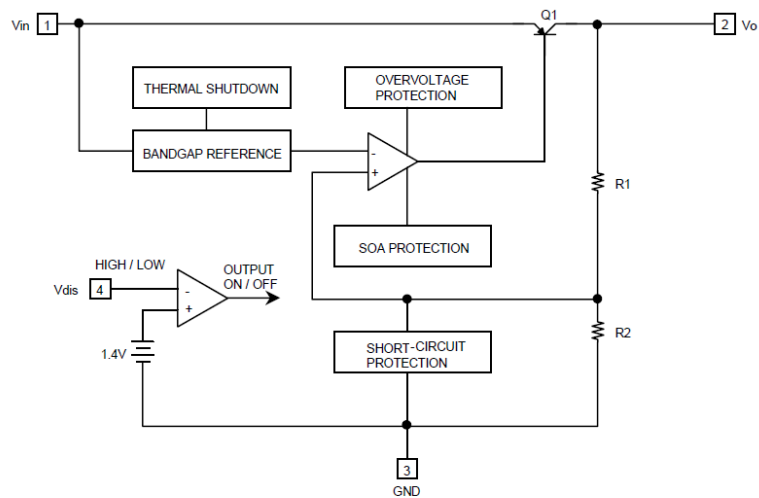 Q1
Vin 1
2 Vo
THERMAL SHUTDOWN
OVERVOLTAGE
PROTECTION
BANDGAP REFERENCE
-
+
R1
SOA PROTECTION
HIGH / LOW
OUTPUT
ON / OFF
Vdis 4
-
+
1.4V
SHORT-CIRCUIT
PROTECTION
R2
3
GND